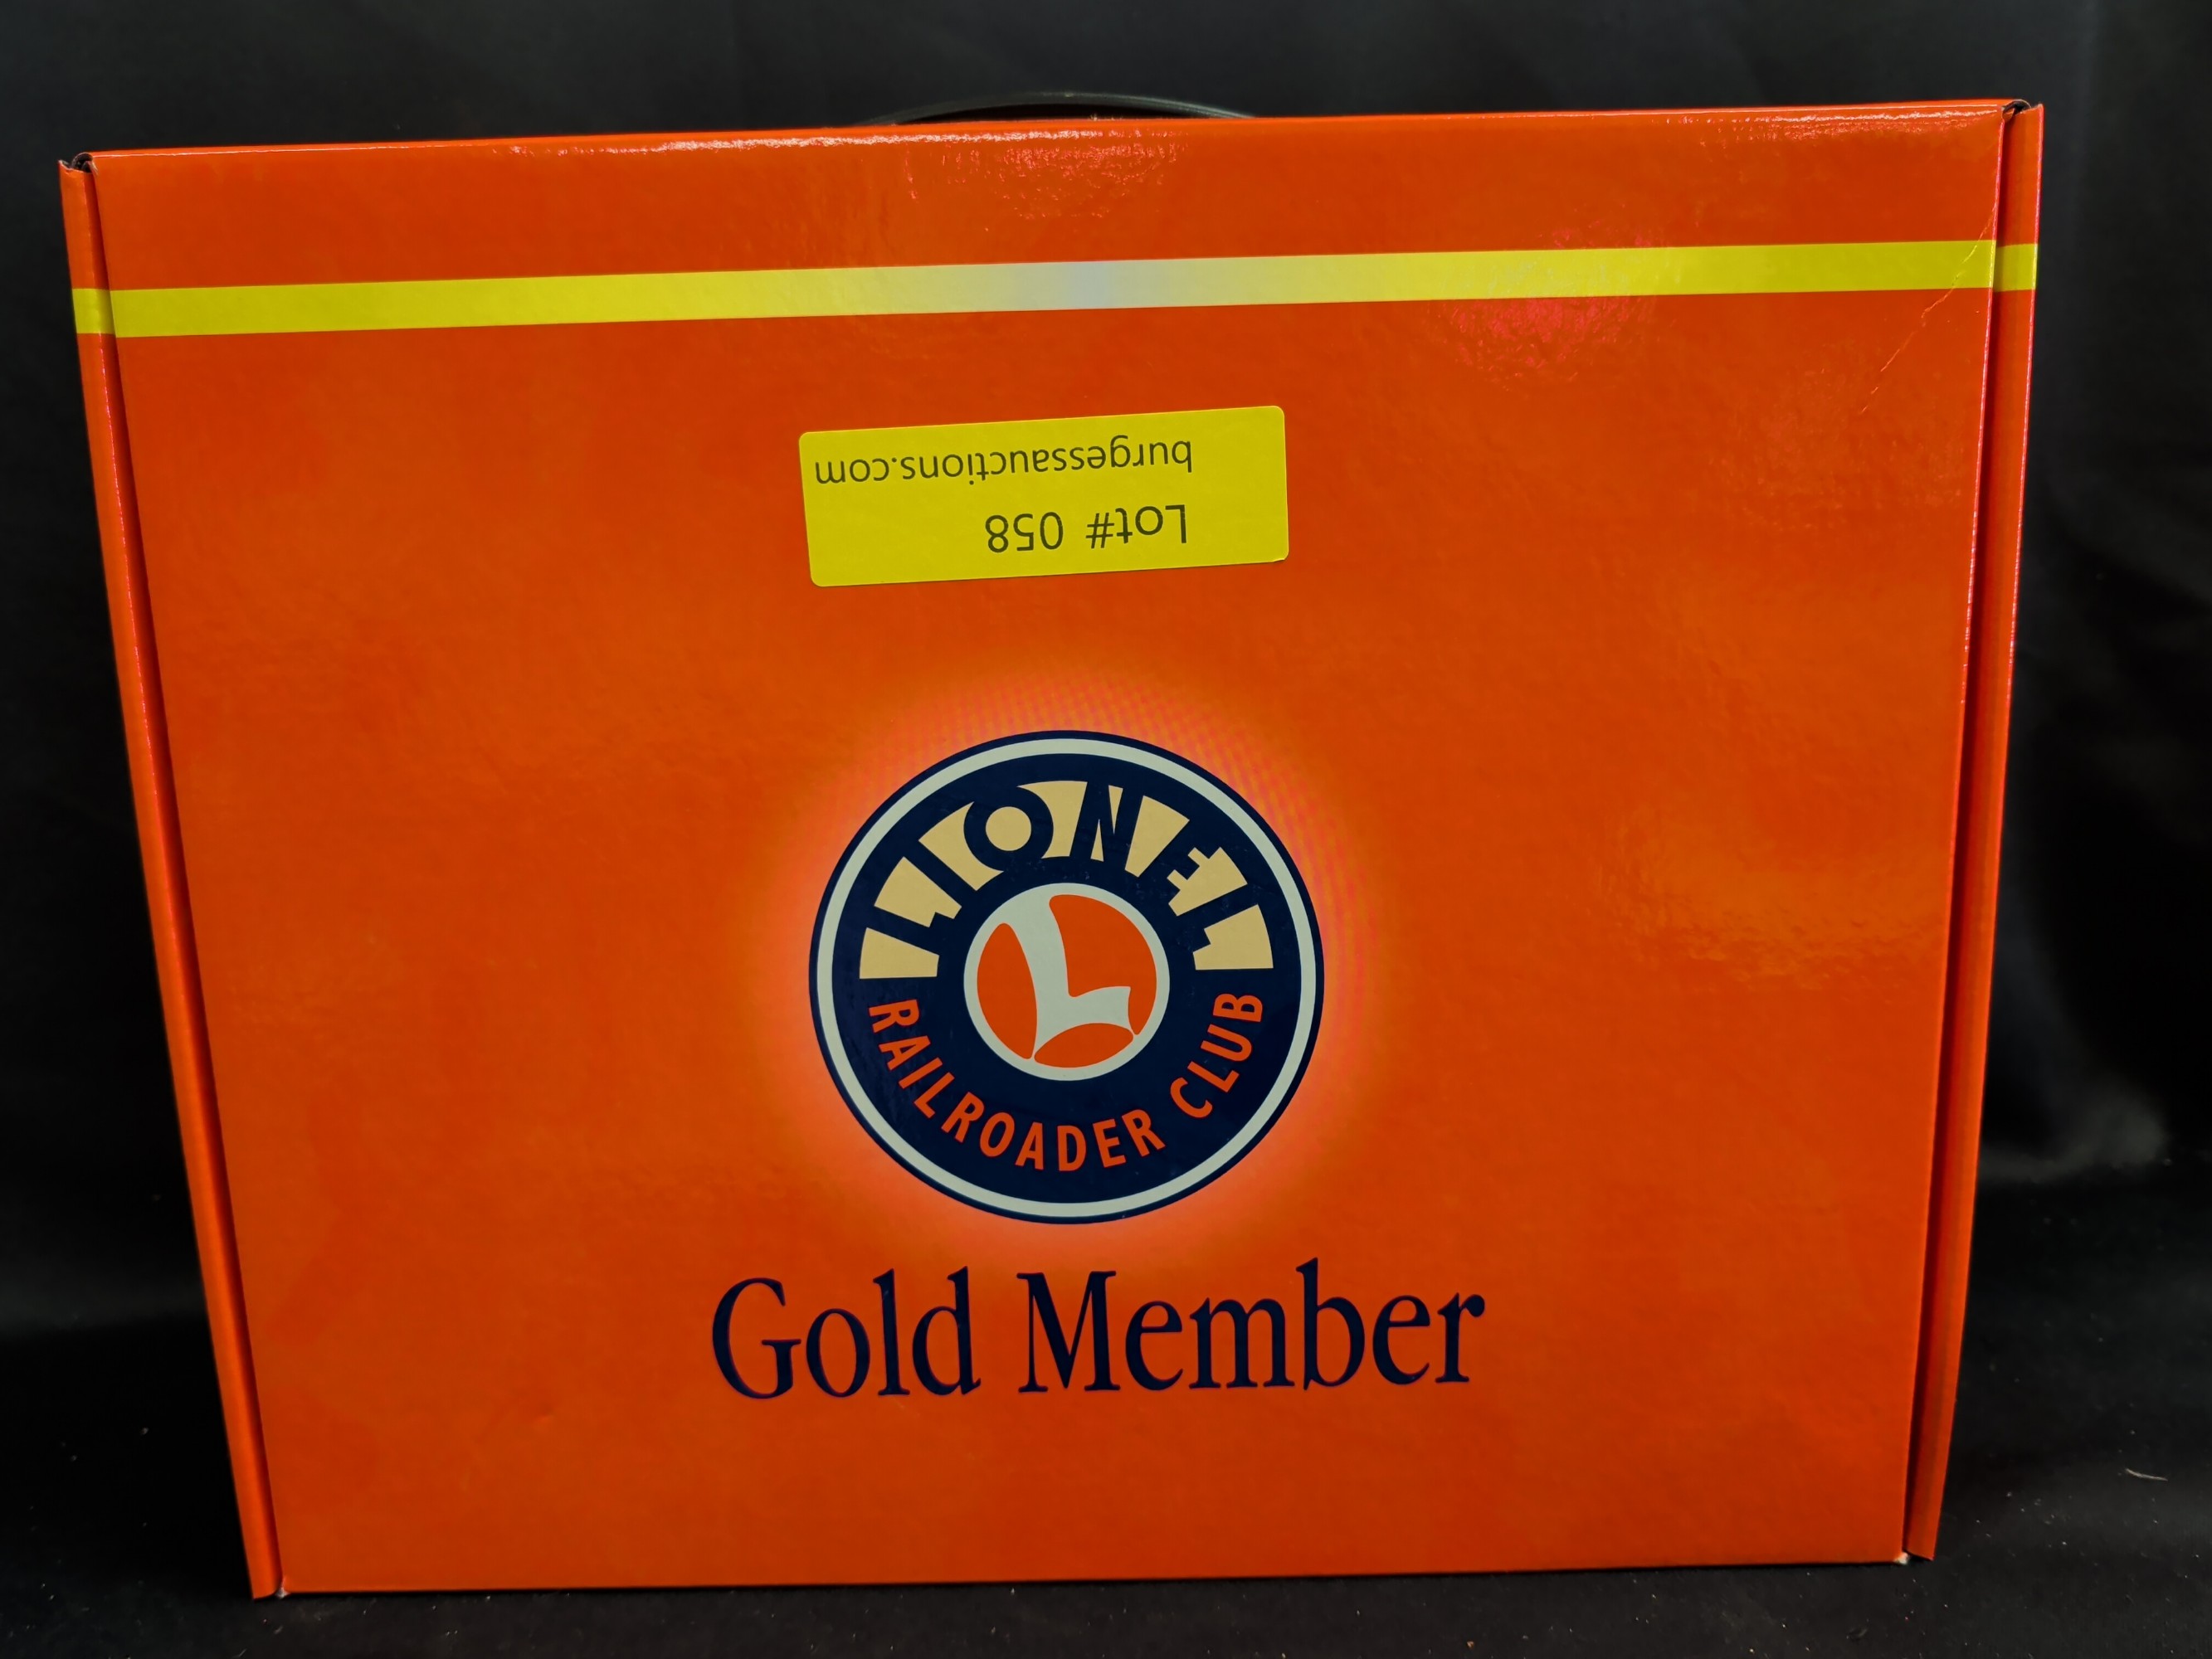 Lot# 058
burgessauctions.com
LIONEL
L
RAILROADER CLUB
Gold Member